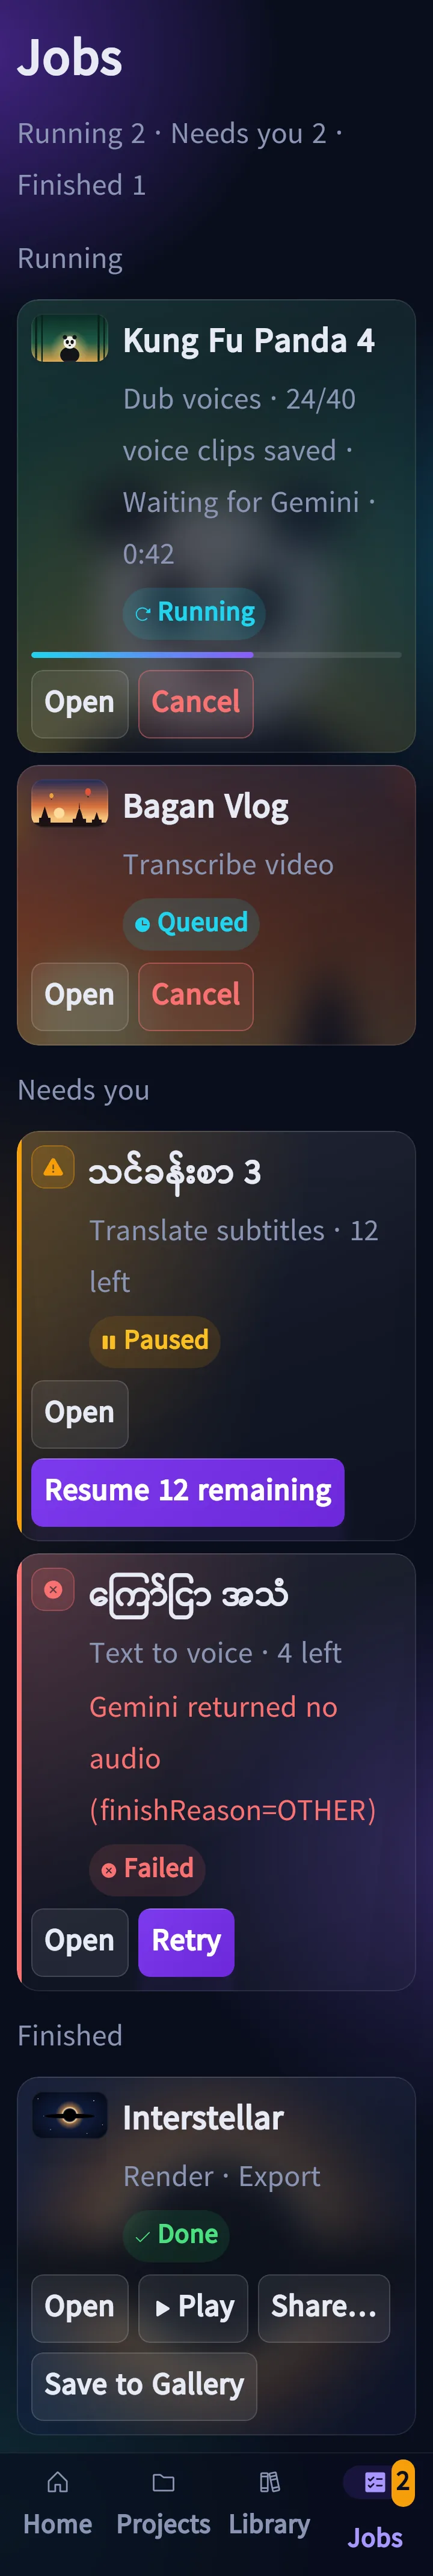 Jobs
Running 2 · Needs you 2 ·
Finished 1
Running
Kung Fu Panda 4
Dub voices · 24/40
voice clips saved ·
Waiting for Gemini ·
0:42
Running
Open
Cancel
Bagan Vlog
Transcribe video
Queued
Open
Cancel
Needs you
သင်ခန်းစာ 3
Translate subtitles · 12
left
Paused
Open
Resume 12 remaining
ကြော်ငြာ အသံ
Text to voice · 4 left
Gemini returned no
audio
(finishReason=OTHER)
Failed
Open
Retry
Finished
Interstellar
Render · Export
Done
Open
Play
Share…
Save to Gallery
Home
Projects
Library
2
Jobs